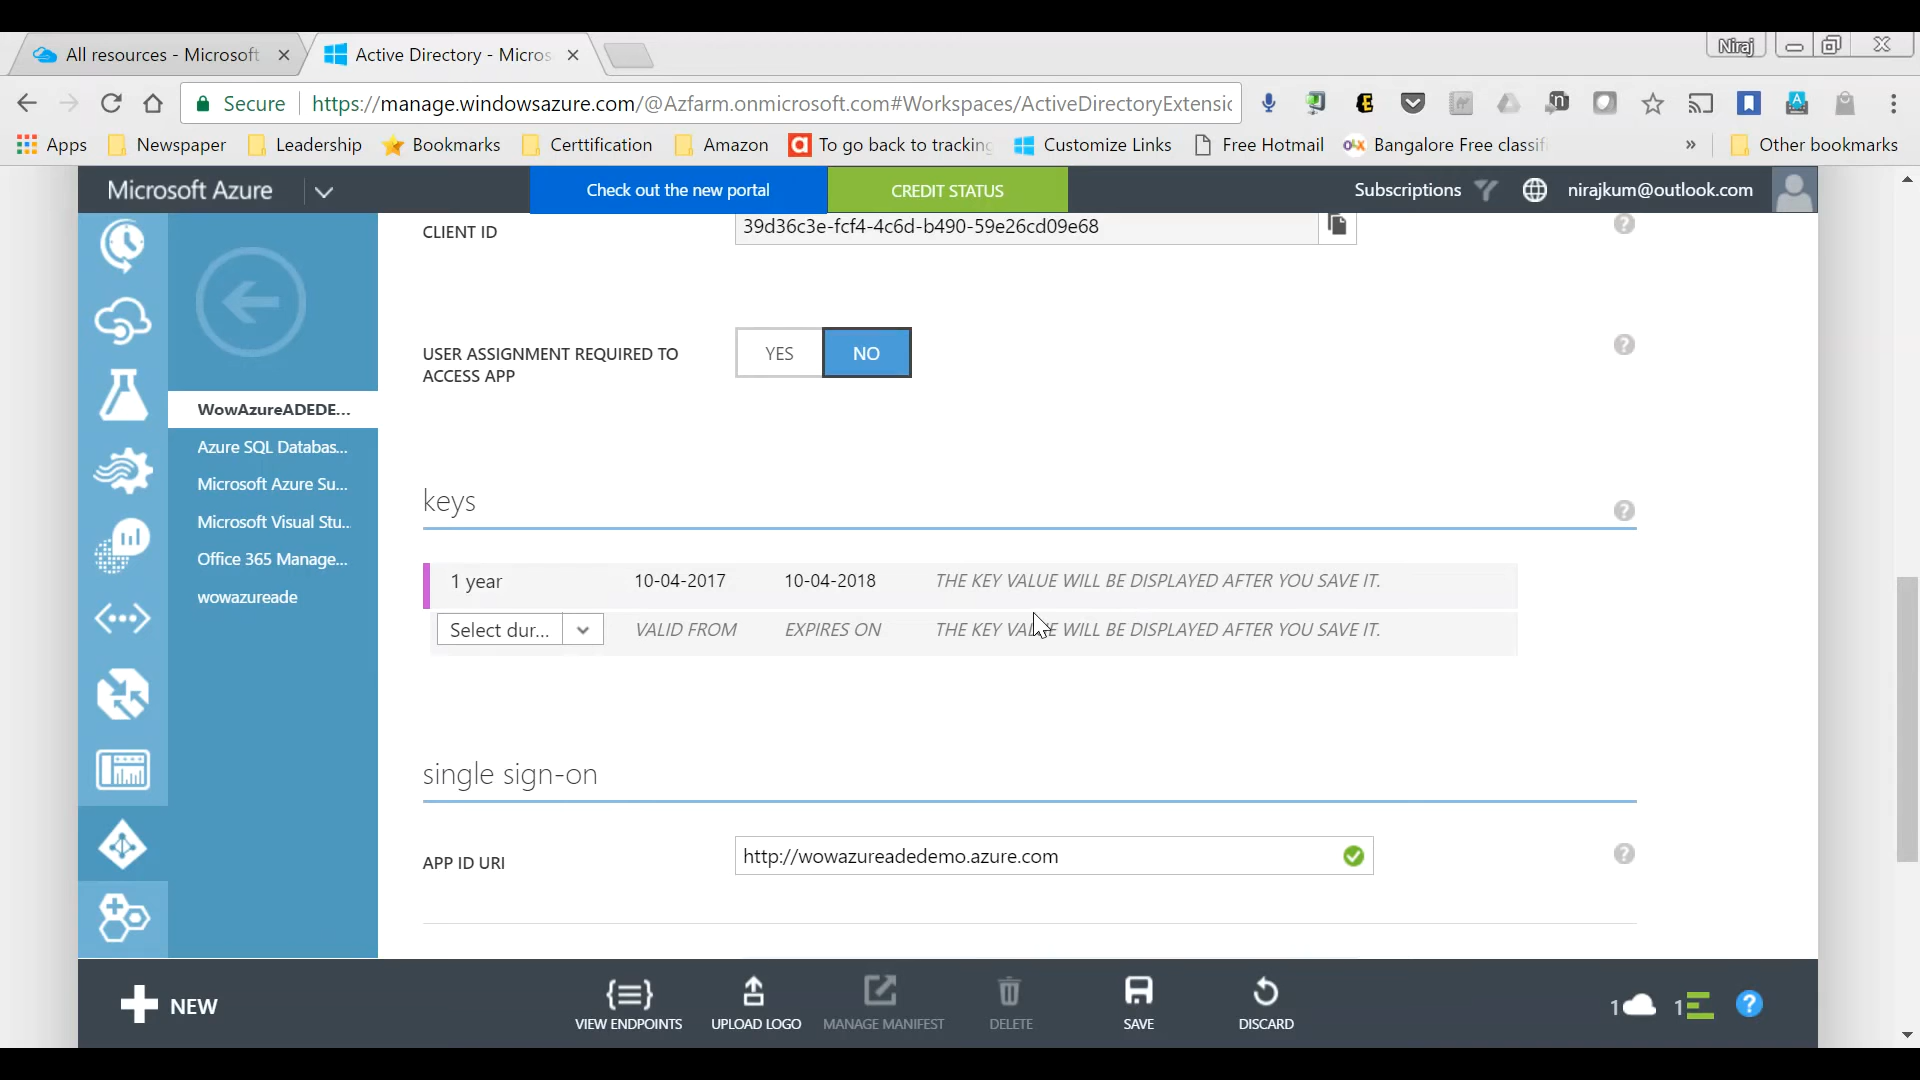 Niraj
All resources - Microsoft
Active Directory - Micros
Secure https://manage.windowsazure.com/@Azfarm.onmicrosoft.com#Workspaces/ActiveDirectoryExtensic
Apps Newspaper Leadership Bookmarks Certtification Amazon To go back to tracking Customize Links Free Hotmail Bangalore Free classifi » Other bookmarks
Microsoft Azure Check out the new portal CREDIT STATUS Subscriptions nirajkum@outlook.com
CLIENT ID 39d36c3e-fcf4-4c6d-b490-59e26cd09e68
USER ASSIGNMENT REQUIRED TO
ACCESS APP
YES NO
WowAzureADEDE...
Azure SQL Databas...
Microsoft Azure Su...
Microsoft Visual Stu...
Office 365 Manage...
wowazureade
keys
1 year 10-04-2017 10-04-2018 THE KEY VALUE WILL BE DISPLAYED AFTER YOU SAVE IT.
Select dur... VALID FROM EXPIRES ON THE KEY VALUE WILL BE DISPLAYED AFTER YOU SAVE IT.
single sign-on
APP ID URI http://wowazureadedemo.azure.com
NEW
VIEW ENDPOINTS UPLOAD LOGO MANAGE MANIFEST DELETE SAVE DISCARD
1 1 ?